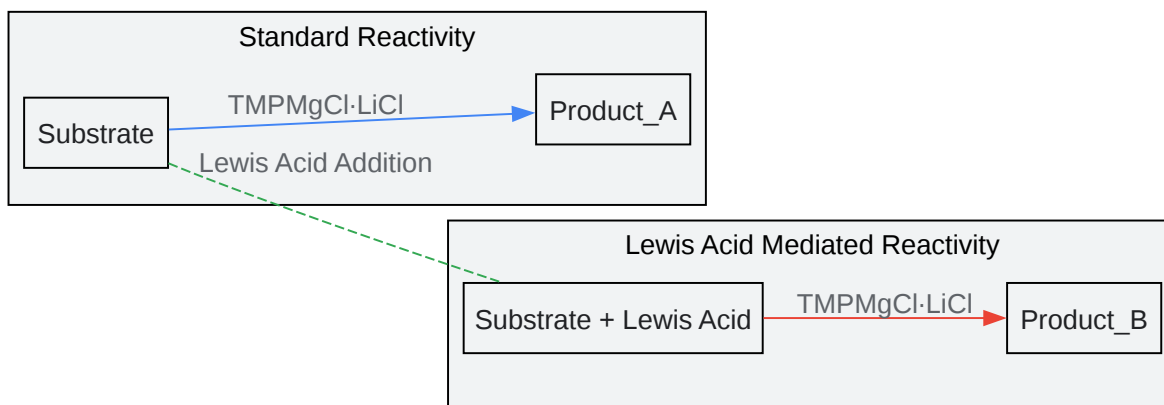 Standard Reactivity
Substrate
TMPMgCl·LiCl
Product_A
Lewis Acid Addition
Lewis Acid Mediated Reactivity
Substrate + Lewis Acid
TMPMgCl·LiCl
Product_B